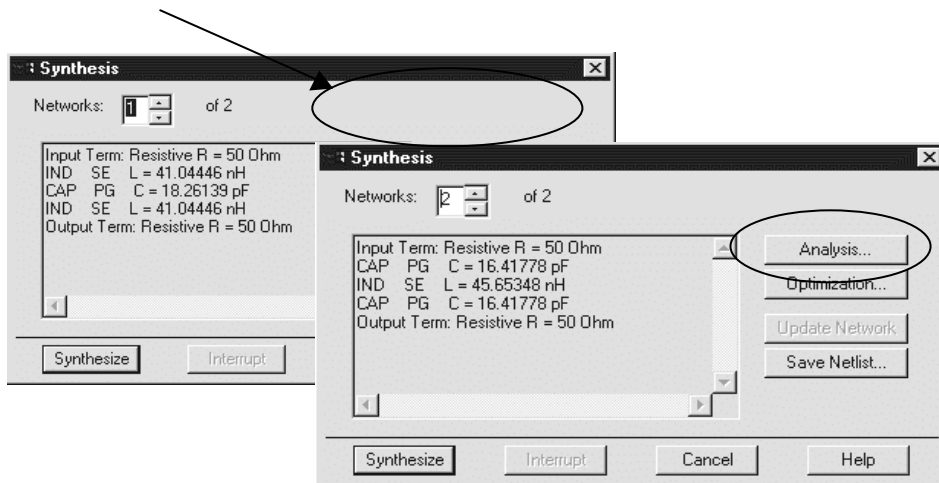 Synthesis
Networks: 1 of 2
Input Term: Resistive R = 50 Ohm
IND SE L = 41.04446 nH
CAP PG C = 18.26139 pF
IND SE L = 41.04446 nH
Output Term: Resistive R = 50 Ohm
Synthesize Interrupt
Synthesis
Networks: 2 of 2
Input Term: Resistive R = 50 Ohm
CAP PG C = 16.41778 pF
IND SE L = 45.65348 nH
CAP PG C = 16.41778 pF
Output Term: Resistive R = 50 Ohm
Analysis...
Optimization...
Update Network
Save Netlist...
Synthesize Interrupt Cancel Help